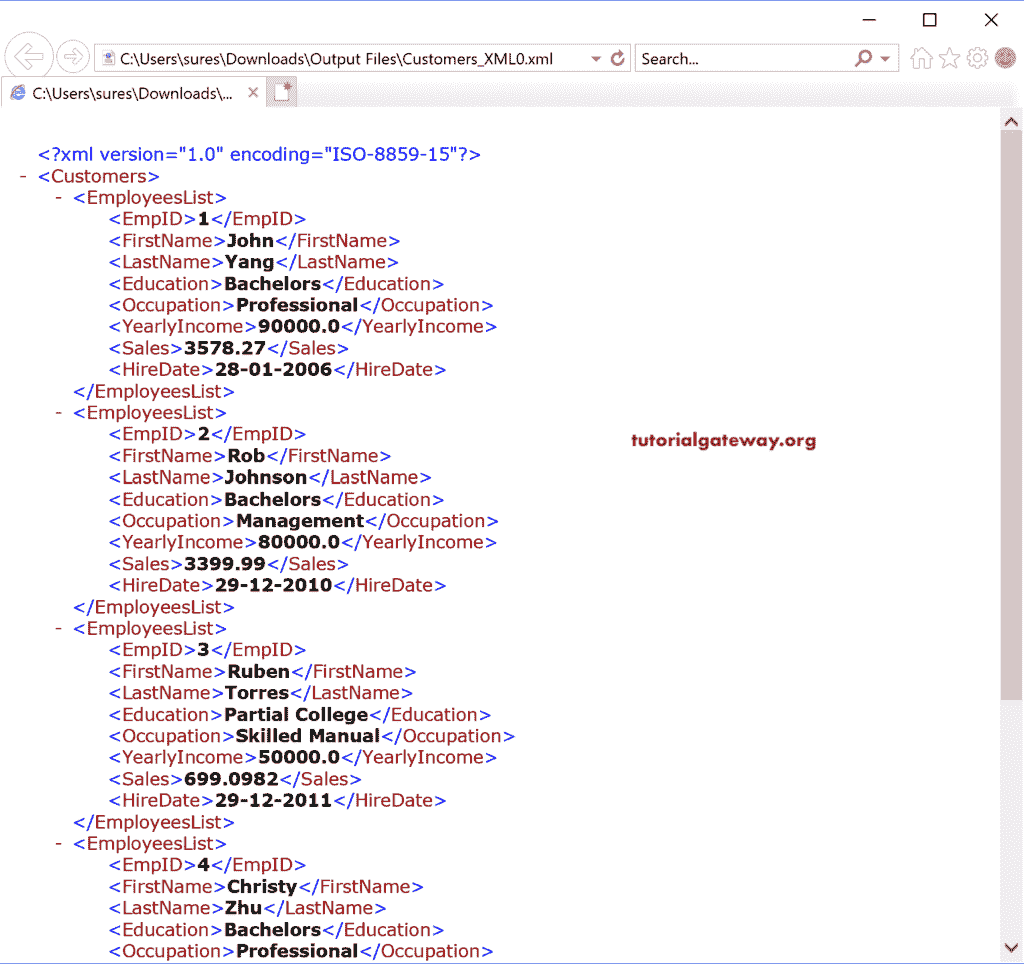 C:\Users\sures\Downloads\Output Files\Customers_XML0.xml
Search...
C:\Users\sures\Downloads\...
<?xml version="1.0" encoding="ISO-8859-15"?>
- <Customers>
- <EmployeesList>
<EmpID>1</EmpID>
<FirstName>John</FirstName>
<LastName>Yang</LastName>
<Education>Bachelors</Education>
<Occupation>Professional</Occupation>
<YearlyIncome>90000.0</YearlyIncome>
<Sales>3578.27</Sales>
<HireDate>28-01-2006</HireDate>
</EmployeesList>
- <EmployeesList>
<EmpID>2</EmpID>
tutorialgateway.org
<FirstName>Rob</FirstName>
<LastName>Johnson</LastName>
<Education>Bachelors</Education>
<Occupation>Management</Occupation>
<YearlyIncome>80000.0</YearlyIncome>
<Sales>3399.99</Sales>
<HireDate>29-12-2010</HireDate>
</EmployeesList>
- <EmployeesList>
<EmpID>3</EmpID>
<FirstName>Ruben</FirstName>
<LastName>Torres</LastName>
<Education>Partial College</Education>
<Occupation>Skilled Manual</Occupation>
<YearlyIncome>50000.0</YearlyIncome>
<Sales>699.0982</Sales>
<HireDate>29-12-2011</HireDate>
</EmployeesList>
- <EmployeesList>
<EmpID>4</EmpID>
<FirstName>Christy</FirstName>
<LastName>Zhu</LastName>
<Education>Bachelors</Education>
<Occupation>Professional</Occupation>